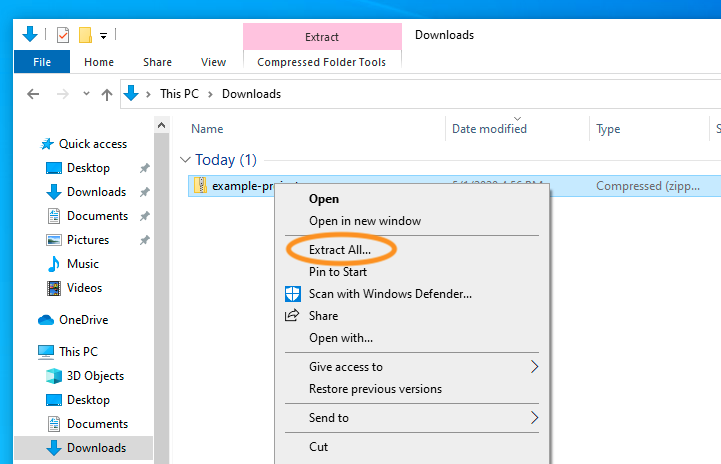 Extract
Downloads
File
Home
Share
View
Compressed Folder Tools
This PC
Downloads
Name
Date modified
Type
Quick access
Today (1)
Desktop
example-project
Compressed (zipp...
Downloads
Documents
Pictures
Music
Videos
OneDrive
This PC
3D Objects
Desktop
Documents
Downloads
Open
Open in new window
Extract All...
Pin to Start
Scan with Windows Defender...
Share
Open with...
Give access to
Restore previous versions
Send to
Cut